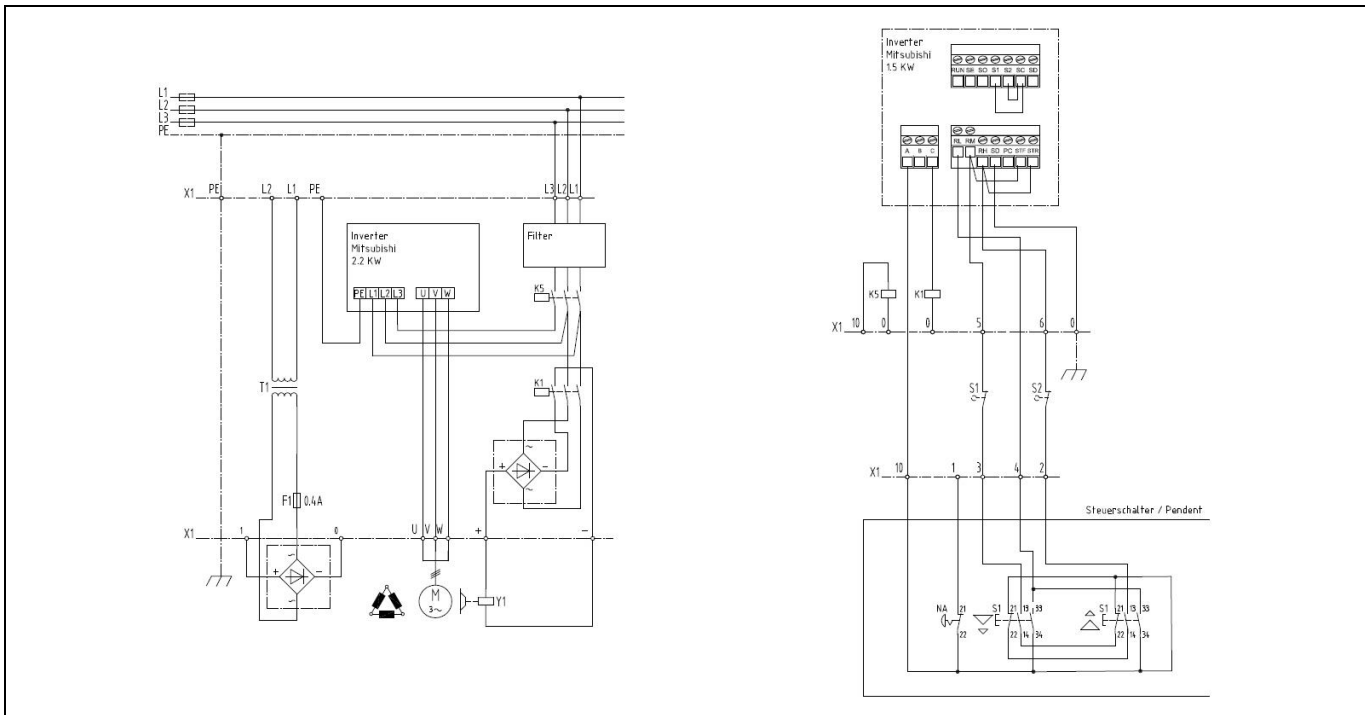 L1
L2
L3
PE
X1 PE L2 L1 PE L3 L2 L1
Inverter
Mitsubishi
2.2 KW
Filter
PE L1 L2 L3 U V W
K5
T1
K1
+ ~ -
~
F1 0.4A
X1 1 0 U V W + -
~
+ -
~
M
3~
Y1
Inverter
Mitsubishi
1.5 KW
RUN SE SO S1 S2 SC SD
A B C
RL RM
RH SD PC STF STR
K5 K1
X1 10 0 0 5 6 0
S1 S2
X1 10 1 3 4 2
Steuerschalter / Pendent
NA 21 S1 21 13 33 S1 21 13 33
22 22 14 34 22 14 34